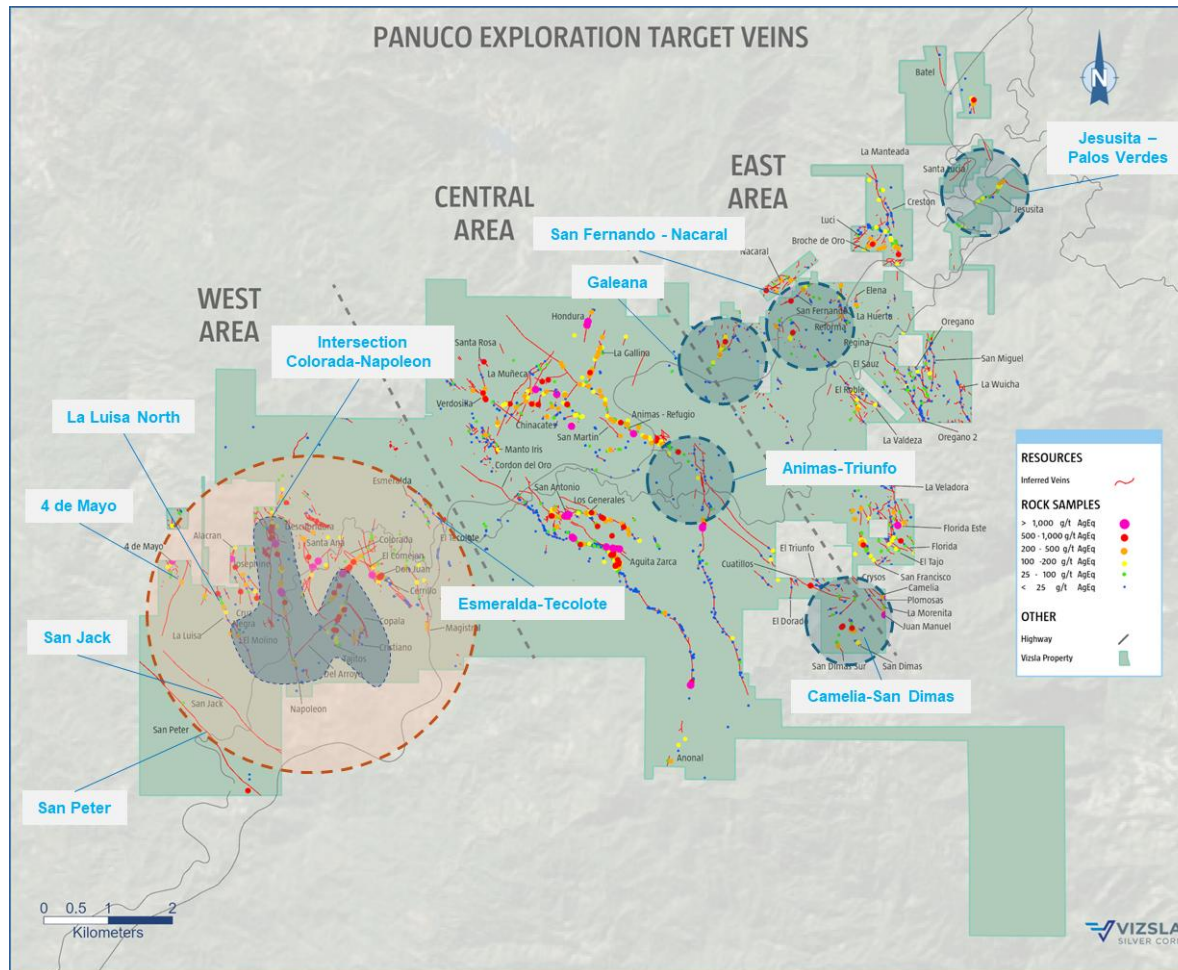 PANUCO EXPLORATION TARGET VEINS
N
Batel
Jesusita –
Palos Verdes
La Manteada
Santa Lucia
EAST
AREA
Creston
Jesusita
CENTRAL
AREA
Luci
Broche de Oro
San Fernando - Nacaral
Nacaral
Galeana
Elena
WEST
AREA
Hondura
San Fernando
La Huerta
Reforma
Oregano
Intersection
Colorada-Napoleon
Santa Rosa
La Gallina
Regina
San Miguel
La Muñeca
El Sauz
La Luisa North
Verdosilla
El Roble
La Wuicha
Chinacates
Animas - Refugio
San Martin
La Valdeza
Oregano 2
Manto Iris
Cordon del Oro
4 de Mayo
Esmeralda
San Antonio
Animas-Triunfo
Los Generales
La Veladora
Descubridora
El Tecolote
Alacran
Santa Ana
Colorada
Florida Este
4 de Mayo
El Cornejon
Josephine
Don Juan
Aguita Zarca
El Triunfo
Florida
El Tajo
Cuatillos
Crysos
San Francisco
Cerrillo
Camelia
Esmeralda-Tecolote
Plomosas
Cruz
Negra
La Morenita
San Jack
La Luisa
Copala
El Dorado
Juan Manuel
El Molino
Magistral
Cristiano
Tajitos
Del Arroyo
San Dimas Sur
San Dimas
San Jack
Napoleon
Camelia-San Dimas
San Peter
Anonal
San Peter
RESOURCES
Inferred Veins
ROCK SAMPLES
> 1,000 g/t AgEq
500-1,000 g/t AgEq
200 - 500 g/t AgEq
100 -200 g/t AgEq
25 - 100 g/t AgEq
< 25 g/t AgEq
OTHER
Highway
Vizsla Property
0 0.5 1 2
Kilometers
VIZSLA
SILVER CORP